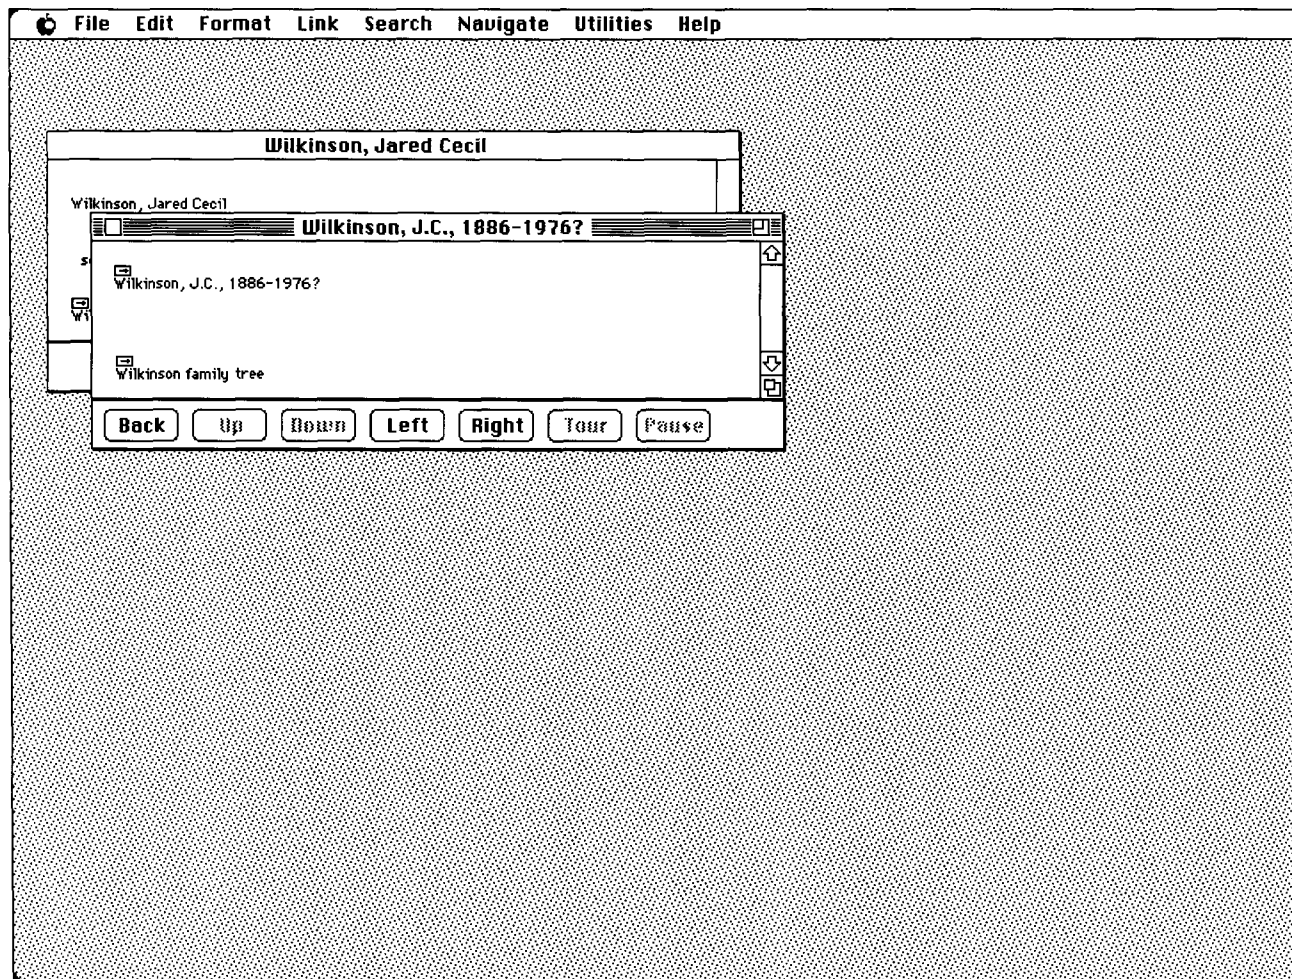 File Edit Format Link Search Navigate Utilities Help
Wilkinson, Jared Cecil
Wilkinson, Jared Cecil
Wilkinson, J.C., 1886-1976?
Wilkinson, J.C., 1886-1976?
Wilkinson family tree
Back Up Down Left Right Tour Pause